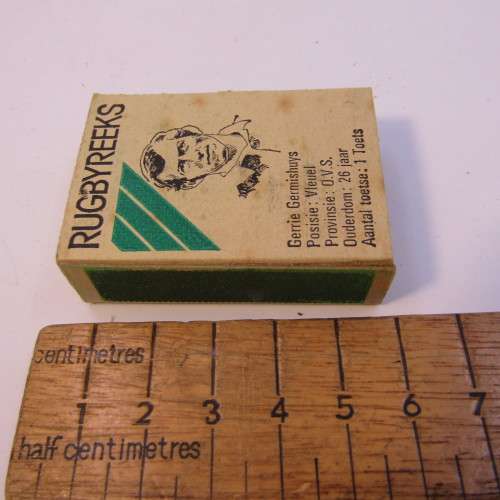 RUGBYREEKS
Gerrie Germishuys
Posisie: Vleuel
Provinsie: O.V.S.
Ouderdom: 26 jaar
Aantal toetse: 1 Toets
centimetres
1 2 3 4 5 6 7
half centimetres